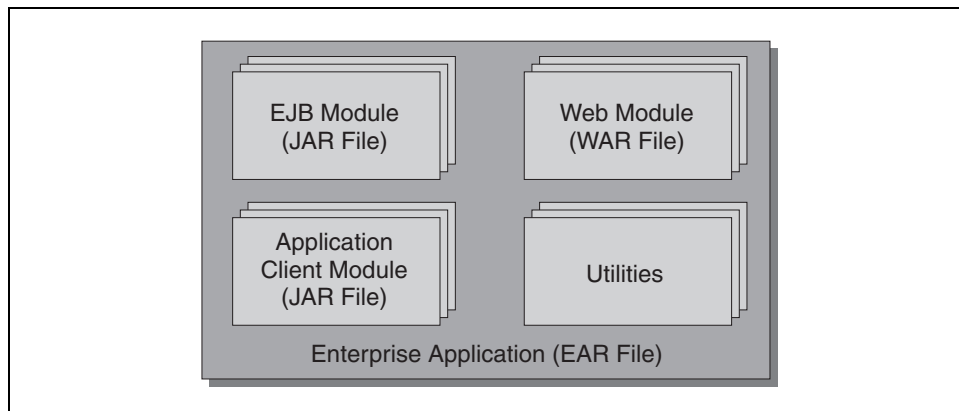 EJB Module
(JAR File)
Web Module
(WAR File)
Application
Client Module
(JAR File)
Utilities
Enterprise Application (EAR File)